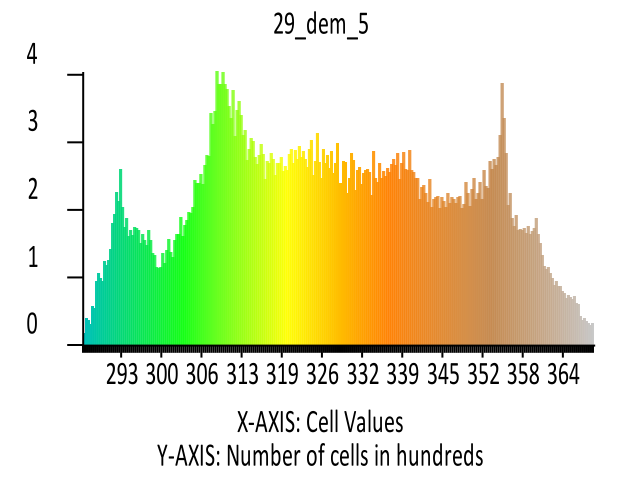 29_dem_5
4
3
2
1
0
293 300 306 313 319 326 332 339 345 352 358 364
X-AXIS: Cell Values
Y-AXIS: Number of cells in hundreds